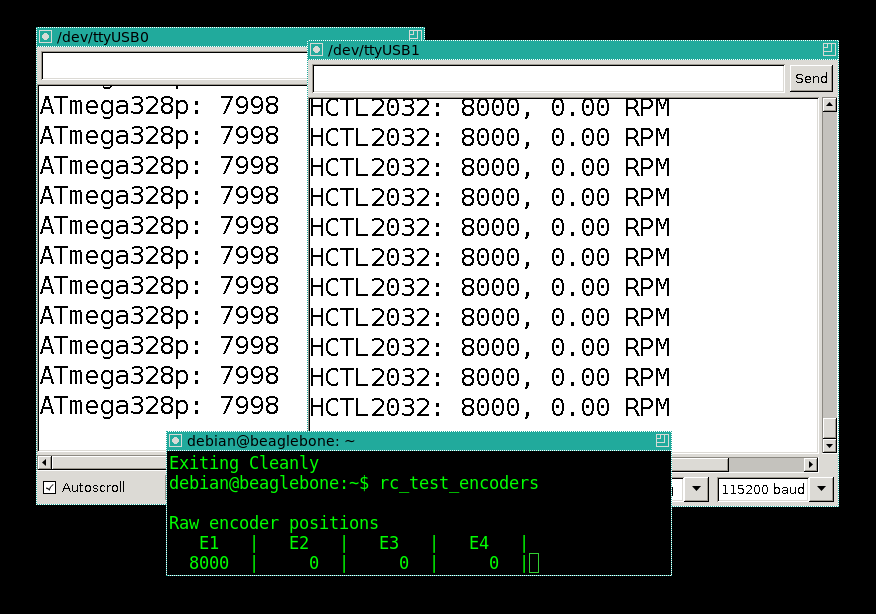 /dev/ttyUSB0
ATmega328p: 7998
ATmega328p: 7998
ATmega328p: 7998
ATmega328p: 7998
ATmega328p: 7998
ATmega328p: 7998
ATmega328p: 7998
ATmega328p: 7998
ATmega328p: 7998
ATmega328p: 7998
ATmega328p: 7998
Autoscroll
/dev/ttyUSB1
Send
HCTL2032: 8000, 0.00 RPM
HCTL2032: 8000, 0.00 RPM
HCTL2032: 8000, 0.00 RPM
HCTL2032: 8000, 0.00 RPM
HCTL2032: 8000, 0.00 RPM
HCTL2032: 8000, 0.00 RPM
HCTL2032: 8000, 0.00 RPM
HCTL2032: 8000, 0.00 RPM
HCTL2032: 8000, 0.00 RPM
HCTL2032: 8000, 0.00 RPM
HCTL2032: 8000, 0.00 RPM
115200 baud
debian@beaglebone: ~
Exiting Cleanly
debian@beaglebone:~$ rc_test_encoders
Raw encoder positions
E1 | E2 | E3 | E4 |
8000 | 0 | 0 | 0 |